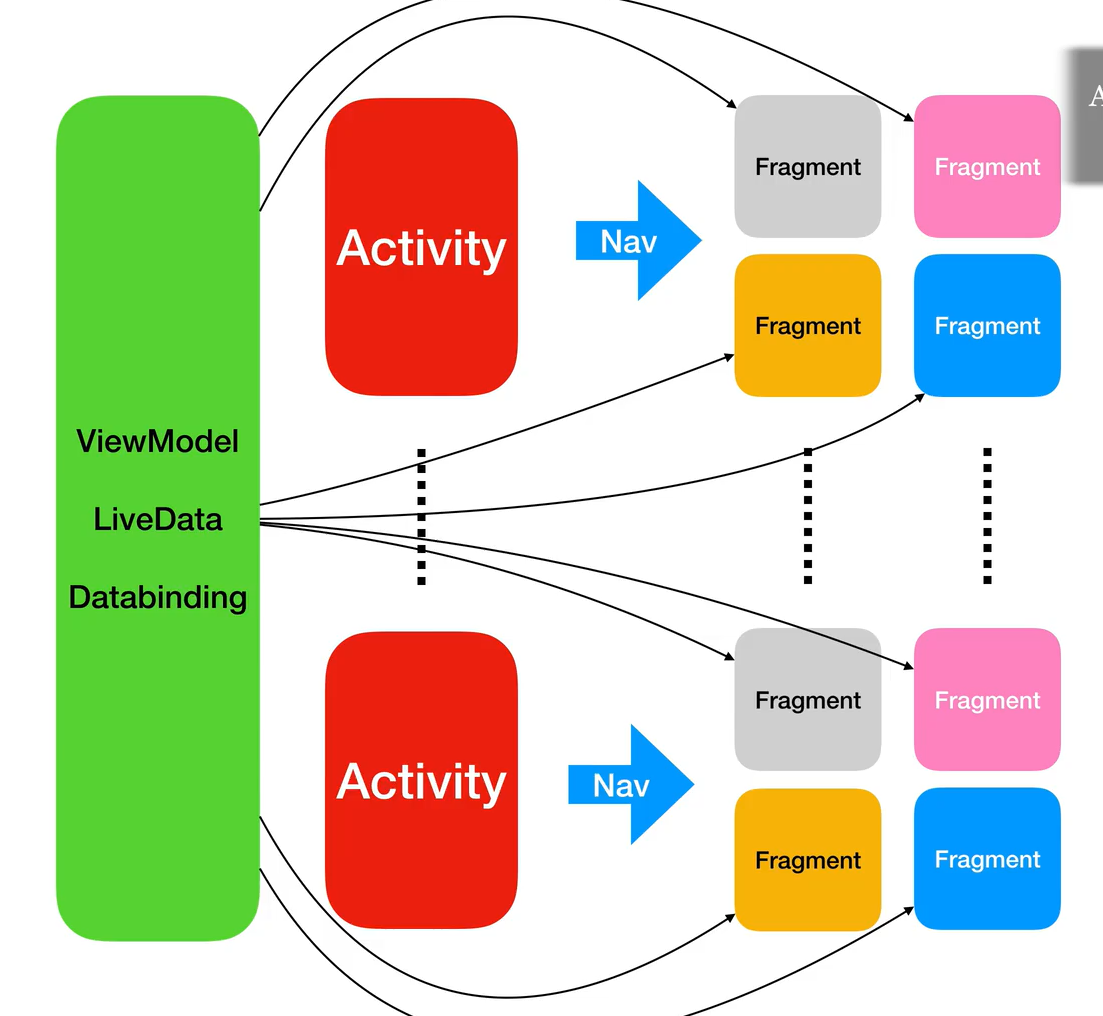 Activity
Nav
Fragment
Fragment
Fragment
Fragment
ViewModel
LiveData
Databinding
Activity
Nav
Fragment
Fragment
Fragment
Fragment